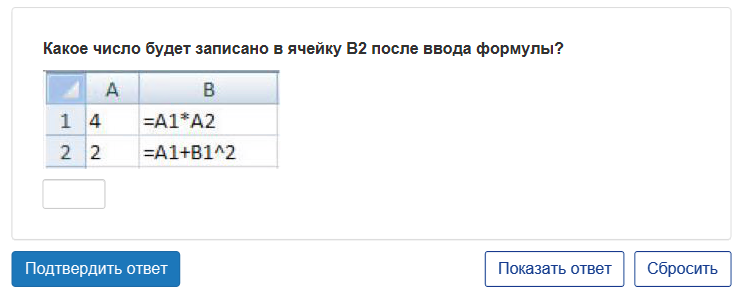 Какое число будет записано в ячейку B2 после ввода формулы?
A B
1 4 =A1*A2
2 2 =A1+B1^2
Подтвердить ответ Показать ответ Сбросить